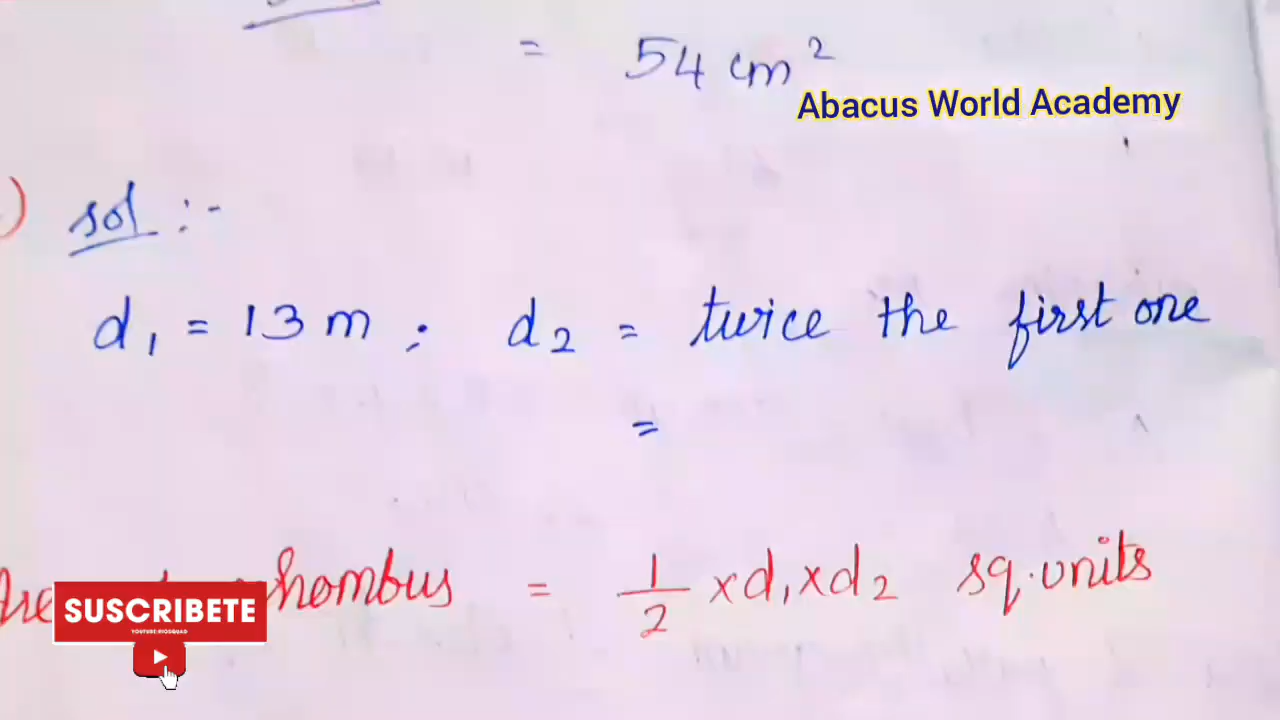 = 54 cm²
Abacus World Academy
) sol :-
d₁ = 13 m ; d₂ = twice the first one
=
rhombus = 1/2 × d₁ × d₂ sq. units
SUSCRIBETE